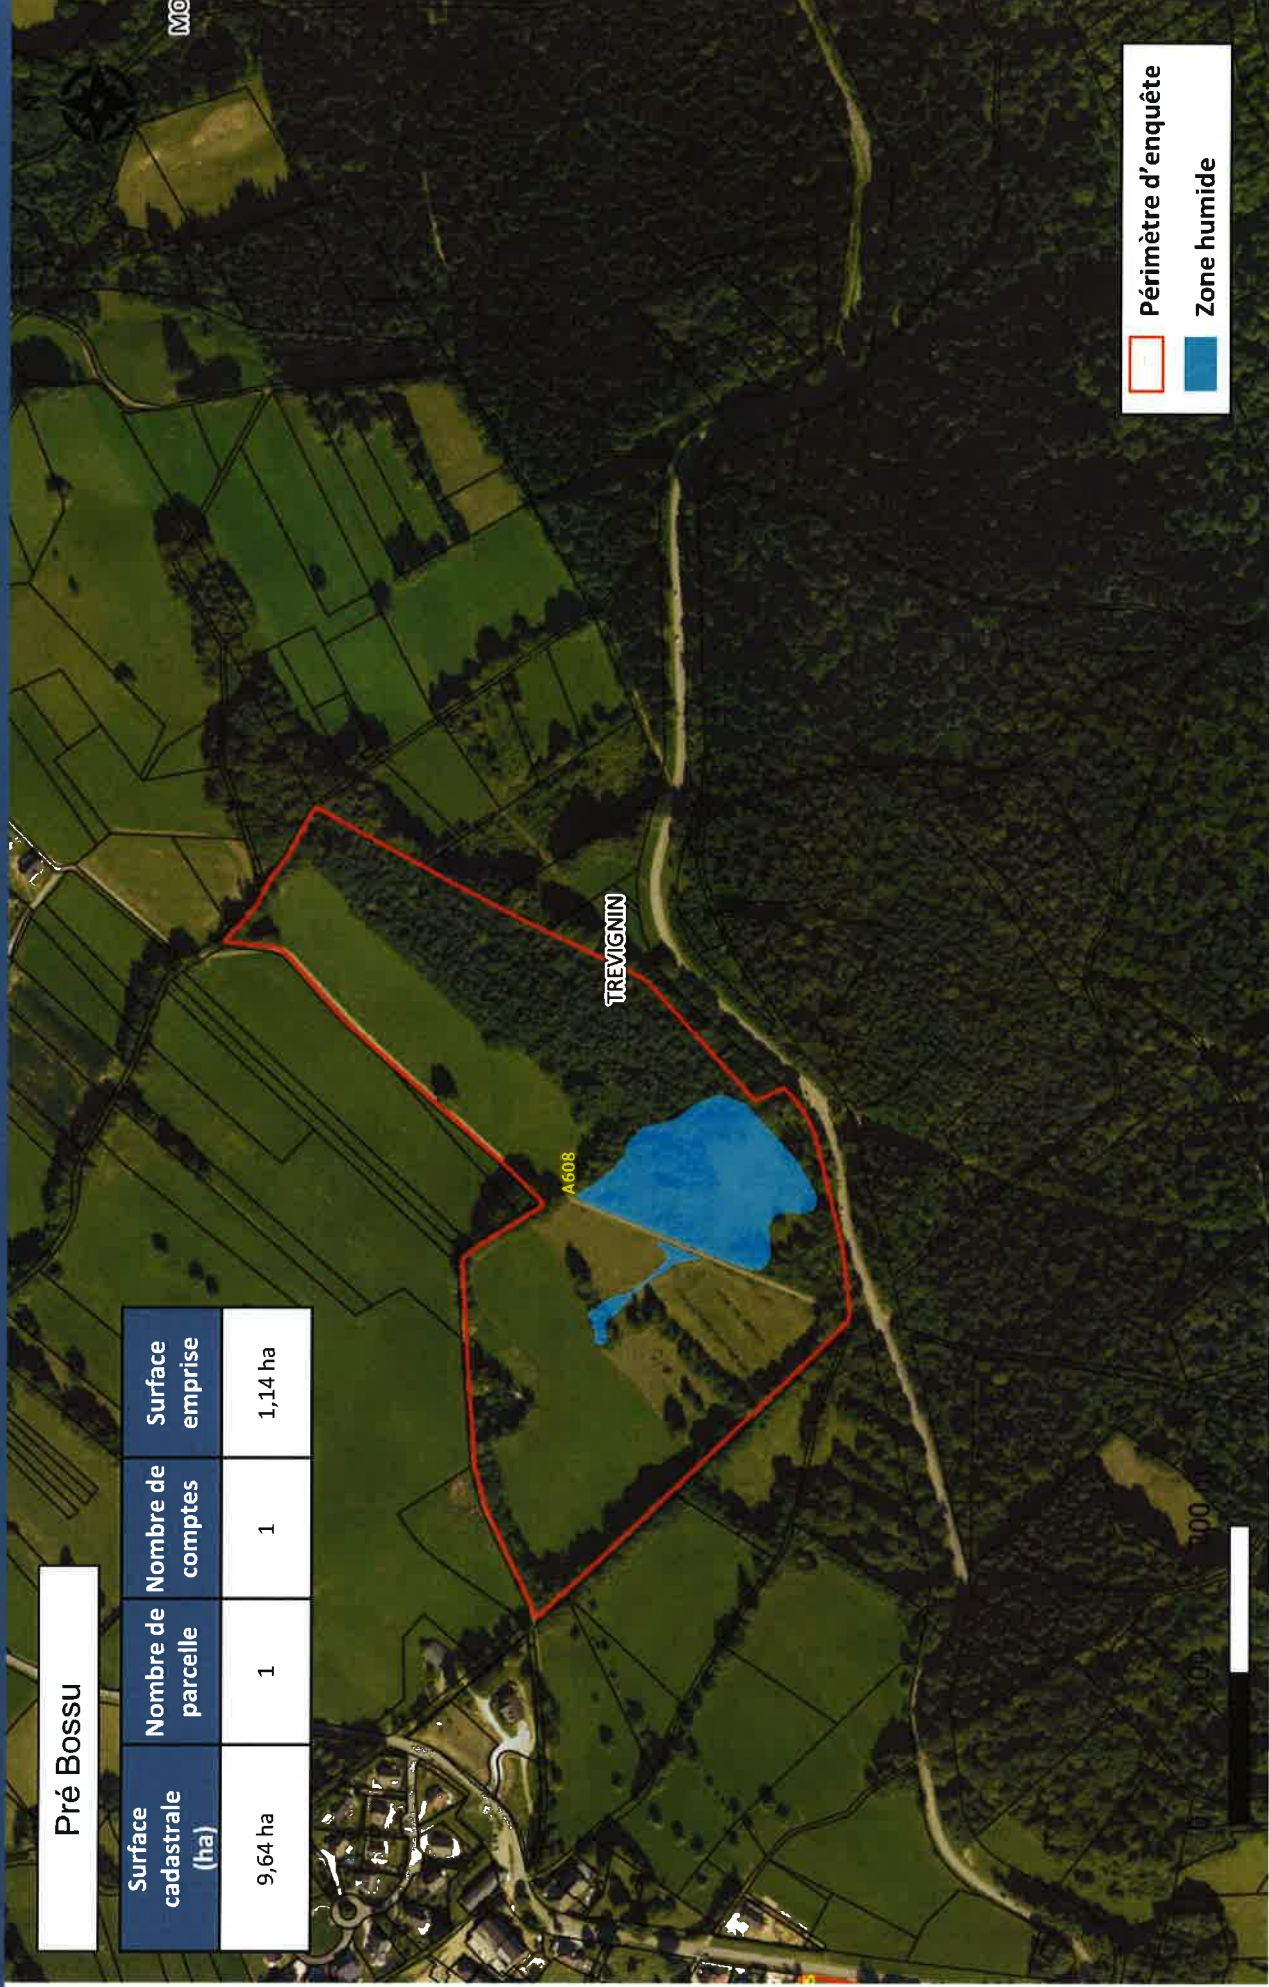 Pré Bossu
Surface
cadastrale
(ha)
Nombre de
parcelle
Nombre de
comptes
Surface
emprise
9,64 ha
1
1
1,14 ha
N
MO
A608
TREVIGNIN
Périmètre d'enquête
Zone humide